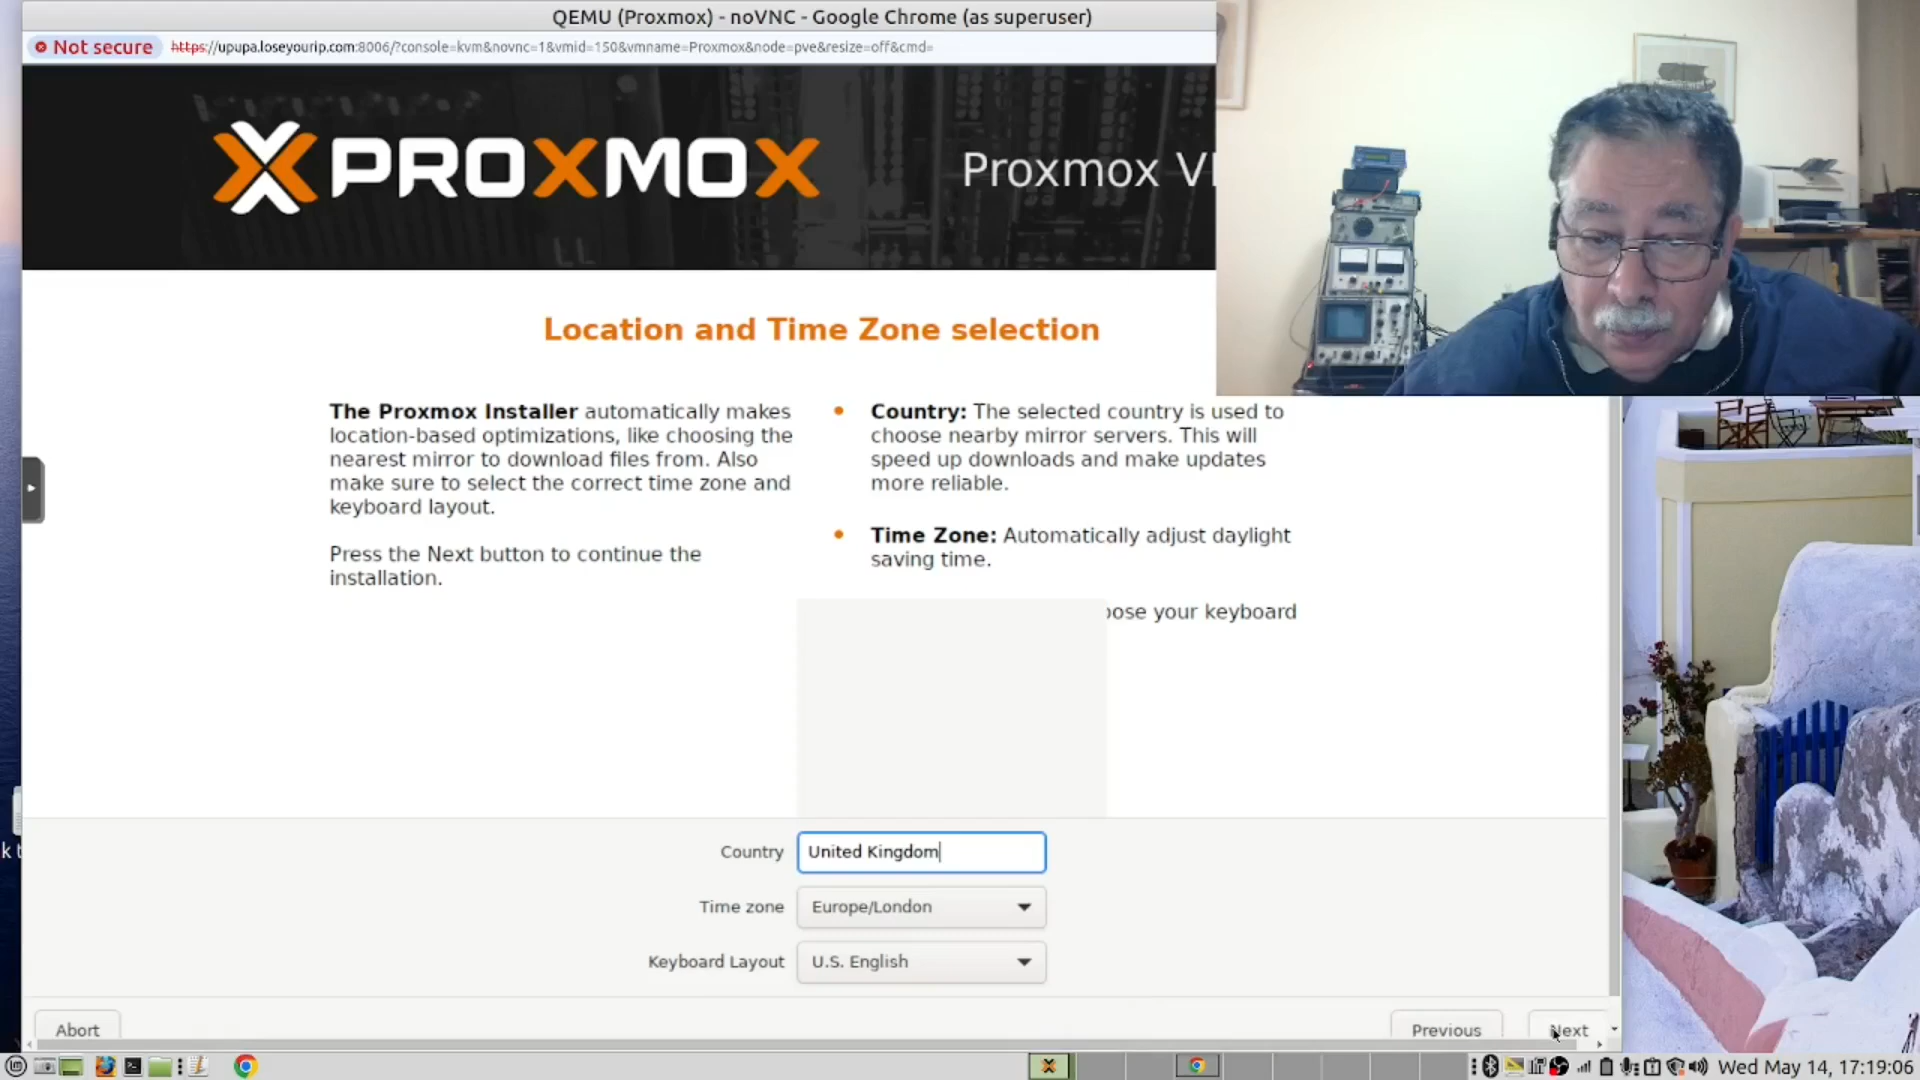 QEMU (Proxmox) - noVNC - Google Chrome (as superuser)
Not secure
https://upupa.loseyourip.com:8006/?console=kvm&novnc=1&vmid=150&vmname=Proxmox&node=pve&resize=off&cmd=
PROXMOX
Proxmox
Location and Time Zone selection
The Proxmox Installer automatically makes
location-based optimizations, like choosing the
nearest mirror to download files from. Also
make sure to select the correct time zone and
keyboard layout.
Press the Next button to continue the
installation.
Country: The selected country is used to
choose nearby mirror servers. This will
speed up downloads and make updates
more reliable.
Time Zone: Automatically adjust daylight
saving time.
your keyboard
Country
United Kingdom
Time zone
Europe/London
Keyboard Layout
U.S. English
Abort
Previous
Next
Wed May 14, 17:19:06